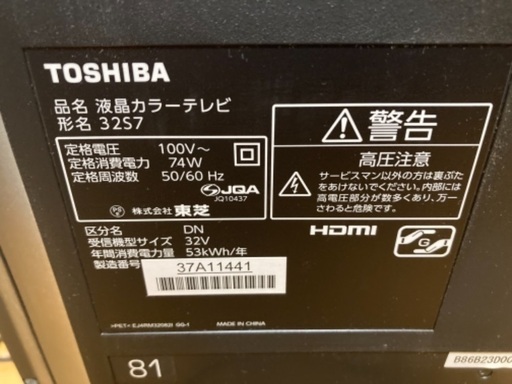 TOSHIBA
品名 液晶カラーテレビ
形名 32S7
定格電圧 100V～
定格消費電力 74W
定格周波数 50/60 Hz
JQA
JQ10437
株式会社 東芝
警告
高圧注意
サービスマン以外の方は裏ぶたをあけないでください。内部には
高電圧部分が数多くあり、万一
さわると危険です。
区分名 DN
受信機型サイズ 32V
年間消費電力量 53kWh/年
製造番号
37A11441
HDMI
G
MADE IN CHINA
81